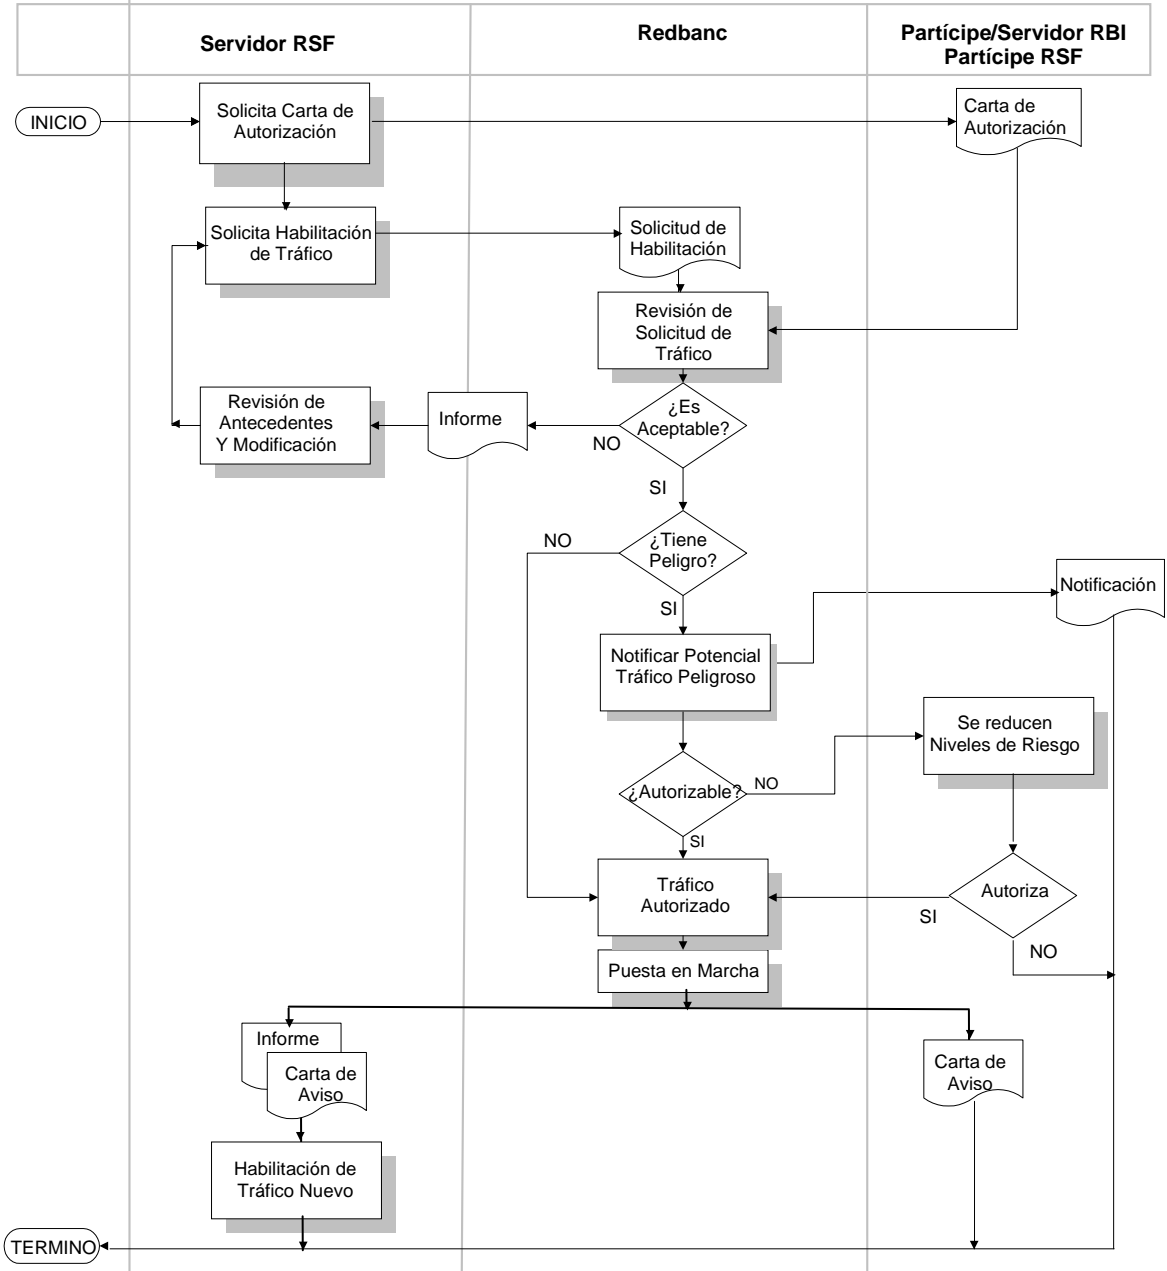 Servidor RSF
Redbanc
Partícipe/Servidor RBI
Partícipe RSF
INICIO
Solicita Carta de
Autorización
Carta de
Autorización
Solicita Habilitación
de Tráfico
Solicitud de
Habilitación
Revisión de
Solicitud de
Tráfico
Revisión de
Antecedentes
Y Modificación
Informe
NO
¿Es
Aceptable?
SI
NO
¿Tiene
Peligro?
SI
Notificación
Notificar Potencial
Tráfico Peligroso
Se reducen
Niveles de Riesgo
¿Autorizable?
NO
SI
Tráfico
Autorizado
Autoriza
SI
NO
Puesta en Marcha
Informe
Carta de
Aviso
Carta de
Aviso
Habilitación de
Tráfico Nuevo
TERMINO